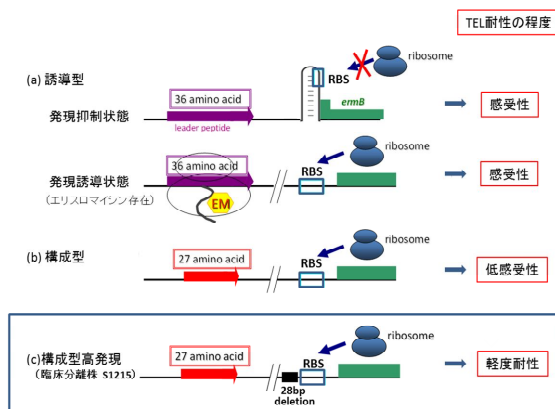 TEL耐性の程度
ribosome
(a) 誘導型
RBS
36 amino acid
emB
発現抑制状態
leader peptide
感受性
ribosome
36 amino acid
発現誘導状態
RBS
感受性
(エリスロマイシン存在)
EM
ribosome
(b) 構成型
RBS
27 amino acid
低感受性
ribosome
(c)構成型高発現
27 amino acid
RBS
(臨床分離株 S1215)
軽度耐性
28bp
deletion